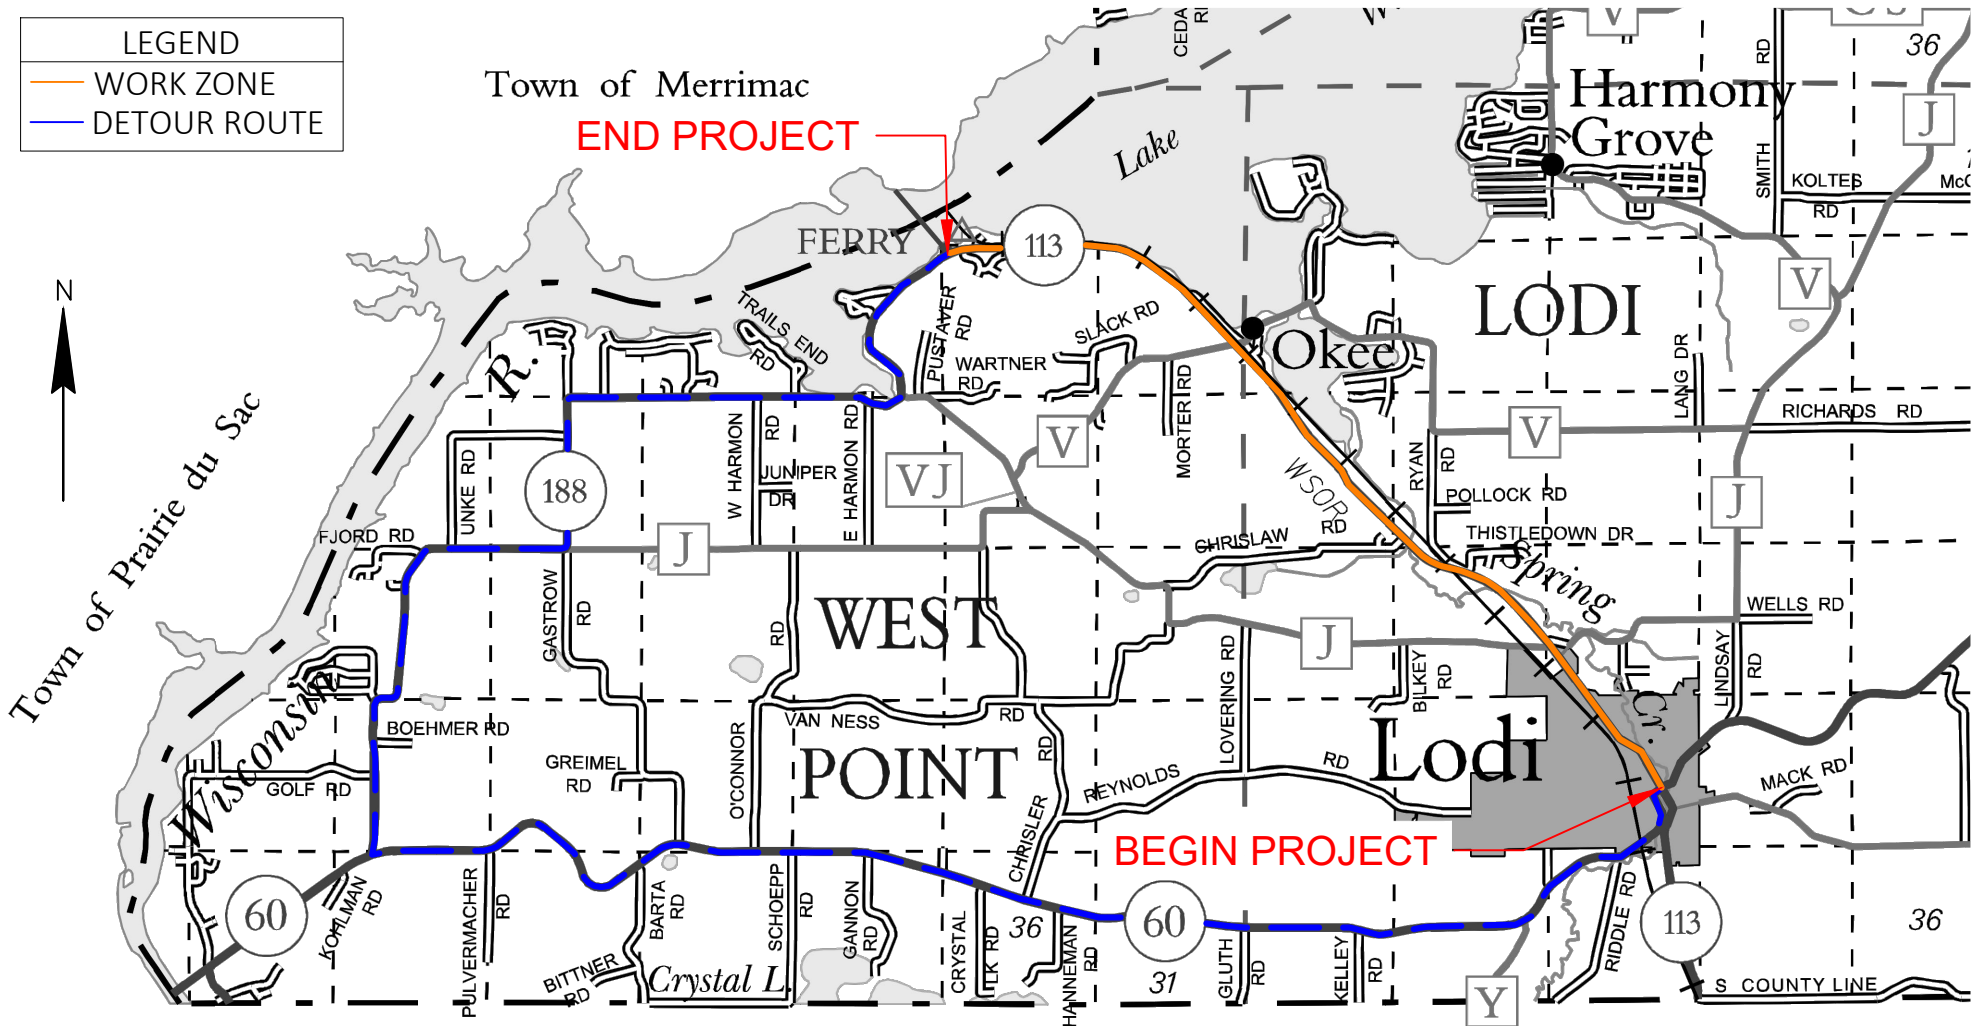 LEGEND
WORK ZONE
DETOUR ROUTE
Town of Merrimac
END PROJECT
Lake
Harmony
Grove
36
V
J
SMITH RD
KOLTES
RD
N
FERRY
113
V
LODI
Okee
TRAILS END
RD
PUSTAVER
RD
SLACK RD
WARTNER
RD
LANG DR
RICHARDS RD
V
V
VJ
MORTER RD
RYAN
RD
POLLOCK RD
THISTLEDOWN DR
J
WSOR
CHRISLAW
RD
Spring
Cr.
Town of Prairie du Sac
R.
Wisconsin
UNKE RD
188
W HARMON
RD
JUNIPER
DR
E HARMON RD
FJORD RD
J
GASTROW
RD
RD
WEST
POINT
J
WELLS RD
LINDSAY
RD
BILKEY
RD
LOVERING RD
VAN NESS
RD
BOEHMER RD
GREIMEL
RD
GOLF RD
O'CONNOR
RD
CHRISLER
REYNOLDS
RD
Lodi
MACK RD
BEGIN PROJECT
60
KOHLMAN
RD
PULVERMACHER
RD
BARTA
RD
BITTNER
RD
SCHOEPP
RD
GANNON
RD
Crystal L.
CRYSTAL
LK RD
36
HANNEMAN
RD
60
31
GLUTH
RD
KELLEY
RD
Y
RIDDLE RD
113
36
S COUNTY LINE